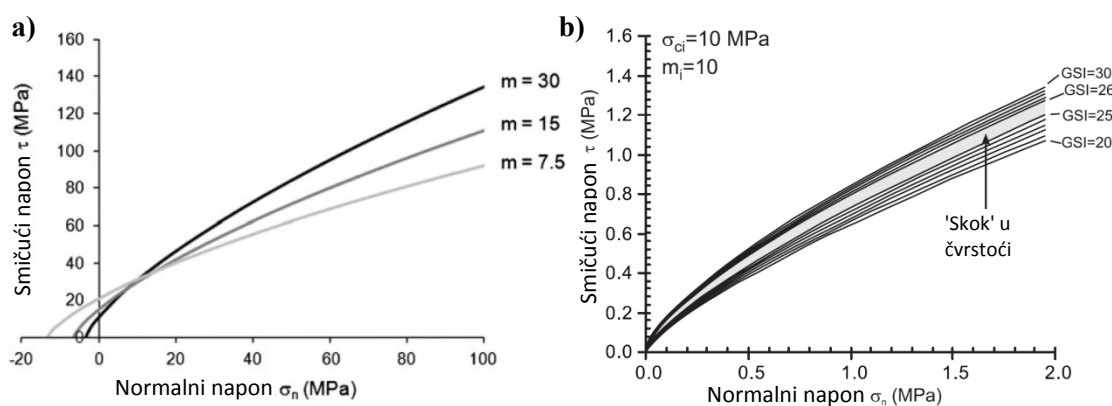 a)
160
140
120
100
80
60
40
20
0
-20
0
20
40
60
80
100
Smičući napon τ (MPa)
Normalni napon σn (MPa)
m = 30
m = 15
m = 7.5
b)
1.6
1.4
1.2
1.0
0.8
0.6
0.4
0.2
0.0
0.0
0.5
1.0
1.5
2.0
Smičući napon τ (MPa)
Normalni napon σn (MPa)
σci=10 MPa
mi=10
GSI=30
GSI=26
GSI=25
GSI=20
'Skok' u
čvrstoći